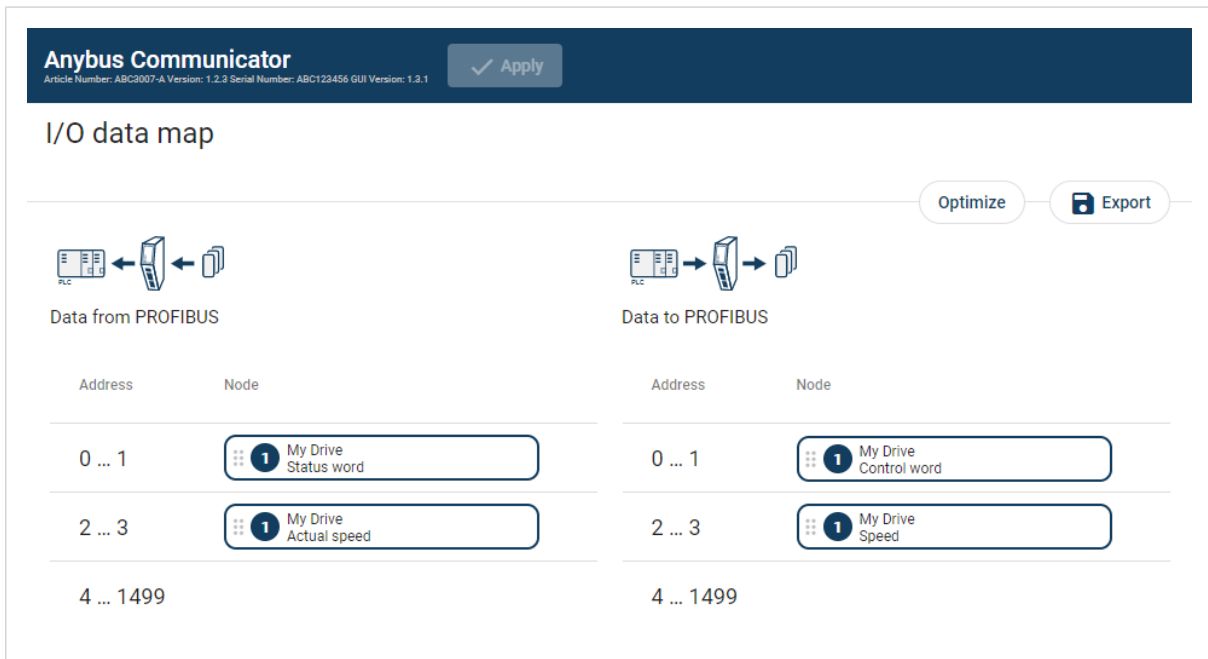 Anybus Communicator
Article Number: ABC3007-A Version: 1.2.3 Serial Number: ABC123456 GUI Version: 1.3.1
Apply
I/O data map
Optimize
Export
PLC
Data from PROFIBUS
Address Node
0 ... 1
1
My Drive
Status word
2 ... 3
1
My Drive
Actual speed
4 ... 1499
PLC
Data to PROFIBUS
Address Node
0 ... 1
1
My Drive
Control word
2 ... 3
1
My Drive
Speed
4 ... 1499